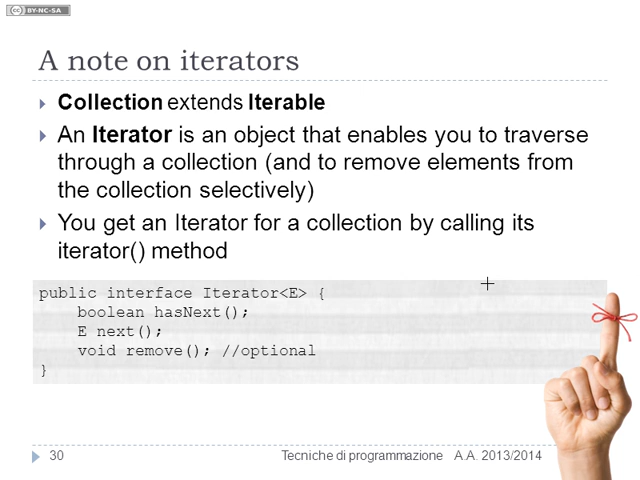 BY-NC-SA
A note on iterators
Collection extends Iterable
An Iterator is an object that enables you to traverse
through a collection (and to remove elements from
the collection selectively)
You get an Iterator for a collection by calling its
iterator() method
public interface Iterator<E> {
    boolean hasNext();
    E next();
    void remove(); //optional
}
30 Tecniche di programmazione A.A. 2013/2014